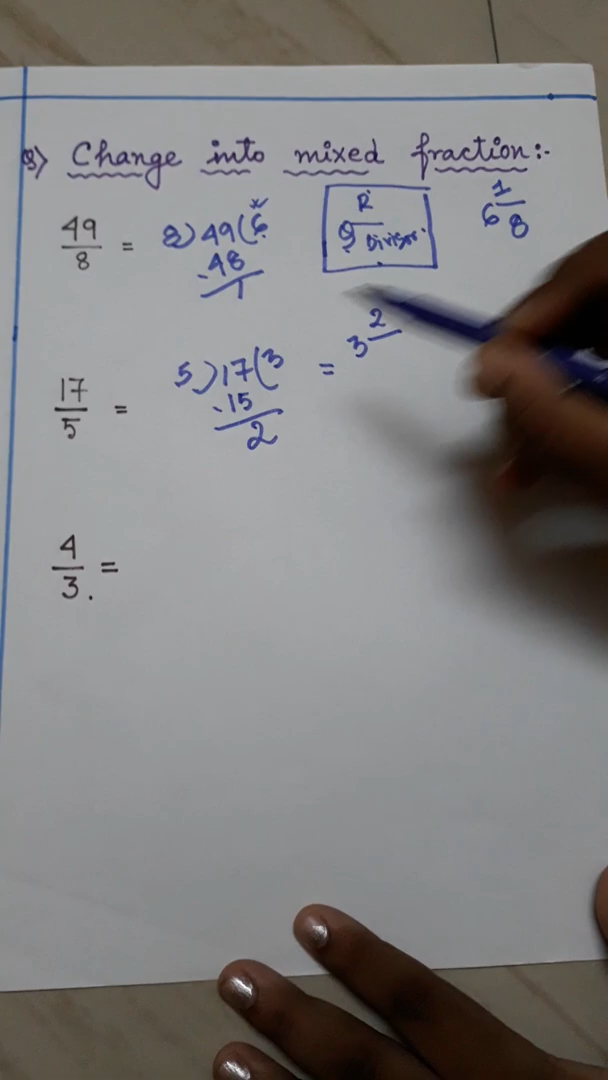 Q) Change into mixed fraction:-
49/8 = 8)49(6
48
1
R
Q Divisor
6 1/8
17/5 = 5)17(3 = 3 2/
15
2
4/3 =